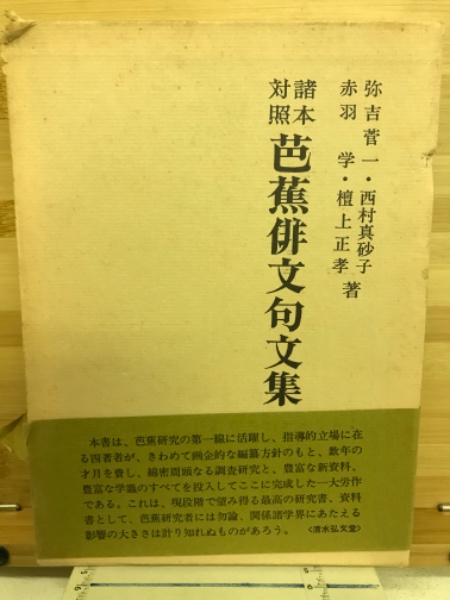 弥吉菅一・西村真砂子
赤羽 学・檀上正孝 著
諸本
対照
芭蕉俳文句文集
本書は、芭蕉研究の第一線に活躍し、指導的立場に在
る四著者が、きわめて画企的な編纂方針のもと、数年の
才月を費し、綿密周到なる調査研究と、豊富な新資料、
豊富な学識のすべてを投入してここに完成した一大労作
である。これは、現段階で望み得る最高の研究書、資料
書として、芭蕉研究者には勿論、関係諸学界にあたえる
影響の大きさは計り知れぬものがあろう。〈清水弘文堂〉